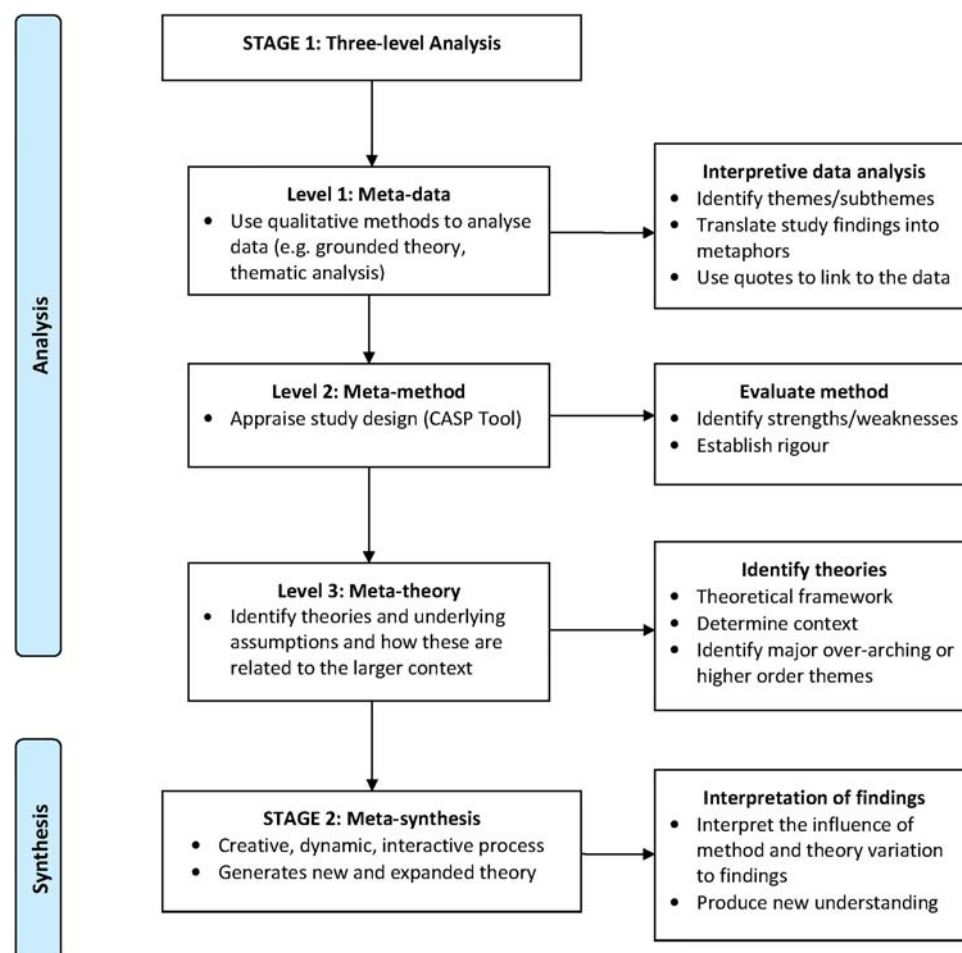 Analysis
STAGE 1: Three-level Analysis
Level 1: Meta-data
• Use qualitative methods to analyse
data (e.g. grounded theory,
thematic analysis)
Interpretive data analysis
• Identify themes/subthemes
• Translate study findings into
metaphors
• Use quotes to link to the data
Level 2: Meta-method
• Appraise study design (CASP Tool)
Evaluate method
• Identify strengths/weaknesses
• Establish rigour
Level 3: Meta-theory
• Identify theories and underlying
assumptions and how these are
related to the larger context
Identify theories
• Theoretical framework
• Determine context
• Identify major over-arching or
higher order themes
Synthesis
STAGE 2: Meta-synthesis
• Creative, dynamic, interactive process
• Generates new and expanded theory
Interpretation of findings
• Interpret the influence of
method and theory variation
to findings
• Produce new understanding